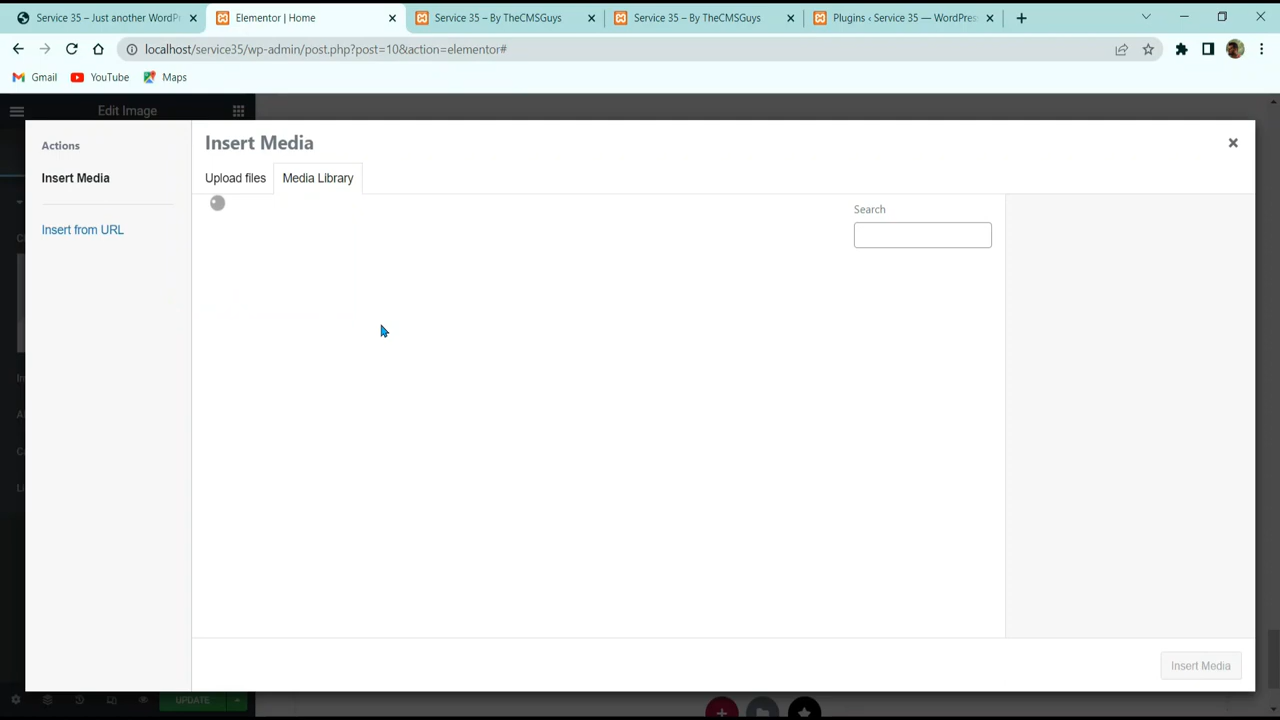 Service 35 – Just another WordPr
Elementor | Home
Service 35 – By TheCMSGuys
Service 35 – By TheCMSGuys
Plugins ‹ Service 35 — WordPres
localhost/service35/wp-admin/post.php?post=10&action=elementor#
Gmail
YouTube
Maps
Edit Image
Actions
Insert Media
Insert from URL
Insert Media
Upload files
Media Library
Search
Insert Media
UPDATE